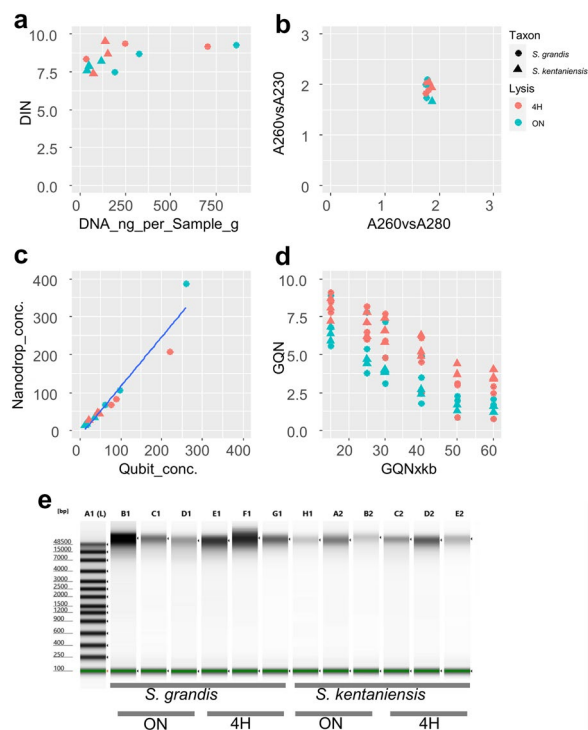 a
b
10.0
7.5
5.0
2.5
0.0
DIN
0
250
500
750
DNA_ng_per_Sample_g
3
2
1
0
A260vsA230
0
1
2
3
A260vsA280
Taxon
S. grandis
S. kentaniensis
Lysis
4H
ON
c
d
400
300
200
100
0
Nanodrop_conc.
0
100
200
300
400
Qubit_conc.
10.0
7.5
5.0
2.5
0.0
GQN
20
30
40
50
60
GQNxkb
e
[bp] A1 (L) B1 C1 D1 E1 F1 G1 H1 A2 B2 C2 D2 E2
48500
15000
7000
4000
3000
2500
2000
1500
1200
900
600
400
250
100
S. grandis S. kentaniensis
ON 4H ON 4H